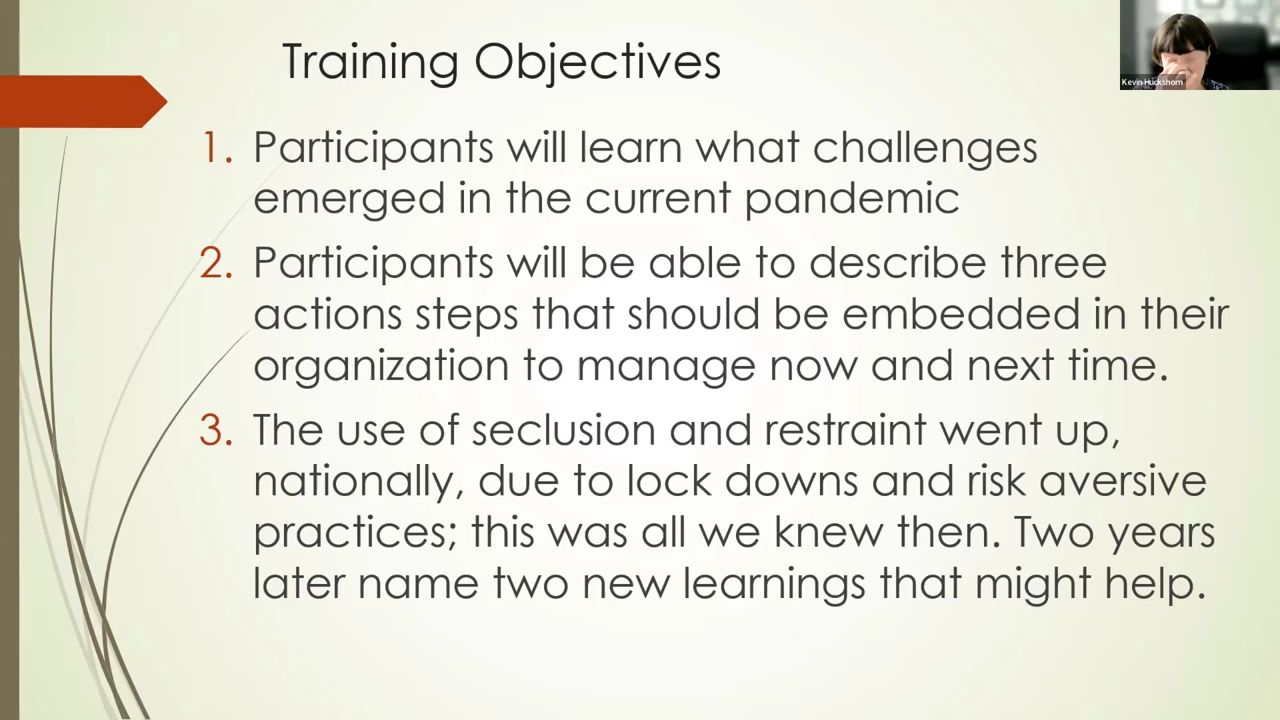 Training Objectives
Kevin Huckshorn
1. Participants will learn what challenges
emerged in the current pandemic
2. Participants will be able to describe three
actions steps that should be embedded in their
organization to manage now and next time.
3. The use of seclusion and restraint went up,
nationally, due to lock downs and risk aversive
practices; this was all we knew then. Two years
later name two new learnings that might help.